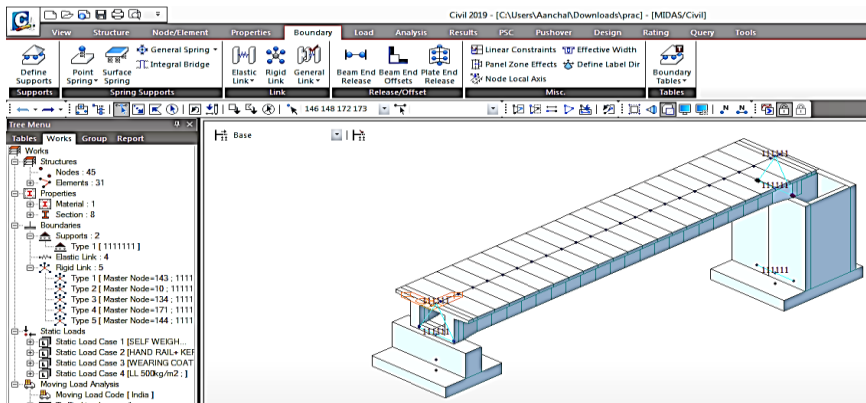 Civil 2019 - [C:\Users\Aanchal\Downloads\prac] - [MIDAS/Civil]
View Structure Node/Element Properties Boundary Load Analysis Results PSC Pushover Design Rating Query Tools
Define Supports
Point Spring
Surface Spring
General Spring
Integral Bridge
Elastic Link
Rigid Link
General Link
Beam End Release
Beam End Offsets
Plate End Release
Linear Constraints
Effective Width
Panel Zone Effects
Define Label Dir
Node Local Axis
Boundary Tables
Supports Spring Supports Link Release/Offset Misc. Tables
146 148 172 173
Tree Menu
Tables Works Group Report
Base
Works
Structures
Nodes : 45
Elements : 31
Properties
Material : 1
Section : 8
Boundaries
Supports : 2
Type 1 [ 1111111 ]
Elastic Link : 4
Rigid Link : 5
Type 1 [ Master Node=143 ; 1111
Type 2 [ Master Node=10 ; 1111
Type 3 [ Master Node=134 ; 1111
Type 4 [ Master Node=171 ; 1111
Type 5 [ Master Node=144 ; 1111
Static Loads
Static Load Case 1 [SELF WEIGH...
Static Load Case 2 [HAND RAIL+ KER
Static Load Case 3 [WEARING COAT
Static Load Case 4 [LL 500kg/m2 ; ]
Moving Load Analysis
Moving Load Code [ India ]
111111
111111
111111
111111
111111